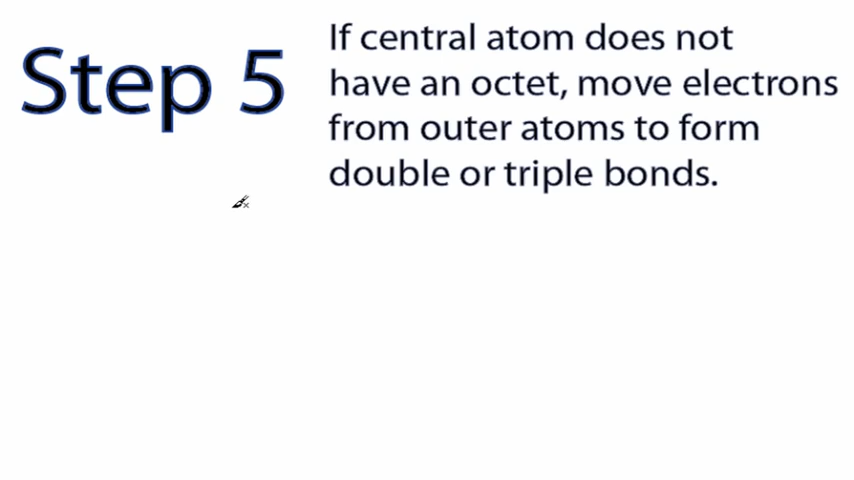 Step 5
If central atom does not
have an octet, move electrons
from outer atoms to form
double or triple bonds.